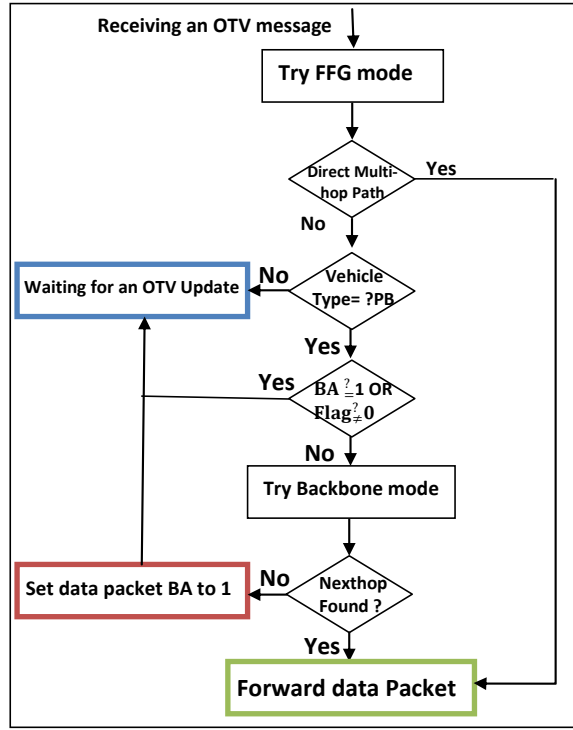 Receiving an OTV message
Try FFG mode
Direct Multi-
hop Path
Yes
No
Vehicle
Type= ?PB
No
Waiting for an OTV Update
Yes
BA ≟1 OR
Flag≠?0
Yes
No
Try Backbone mode
Nexthop
Found ?
No
Set data packet BA to 1
Yes
Forward data Packet